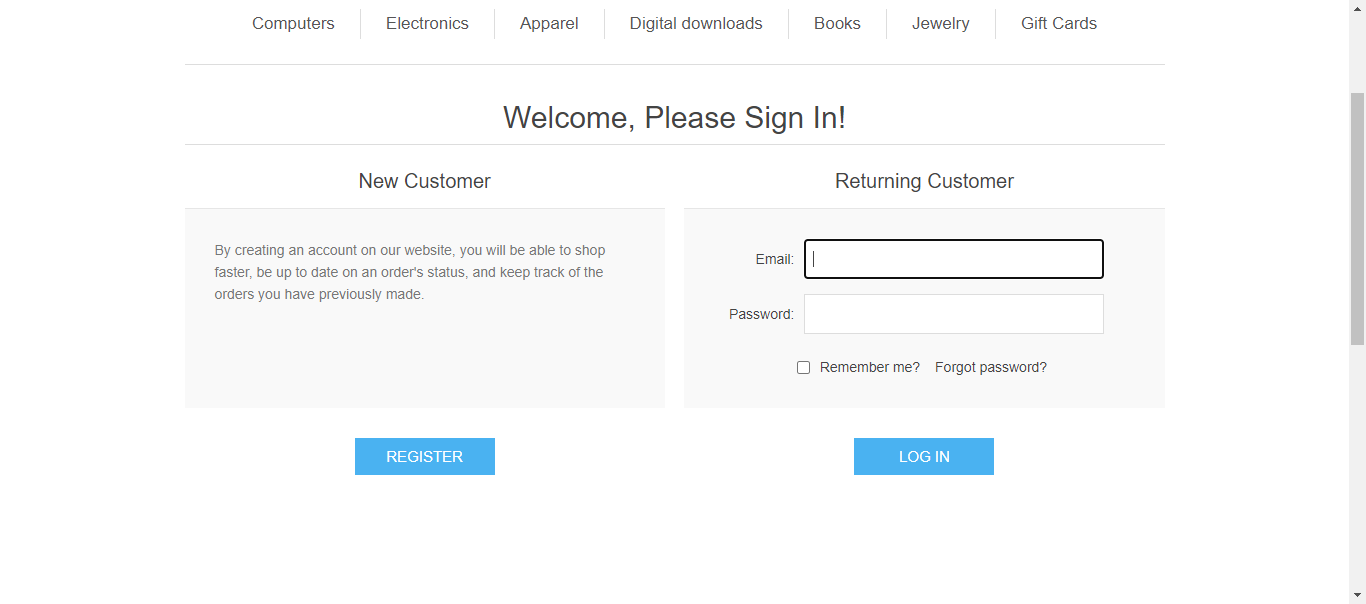 Computers Electronics Apparel Digital downloads Books Jewelry Gift Cards
Welcome, Please Sign In!
New Customer
By creating an account on our website, you will be able to shop
faster, be up to date on an order's status, and keep track of the
orders you have previously made.
REGISTER
Returning Customer
Email:
Password:
Remember me? Forgot password?
LOG IN